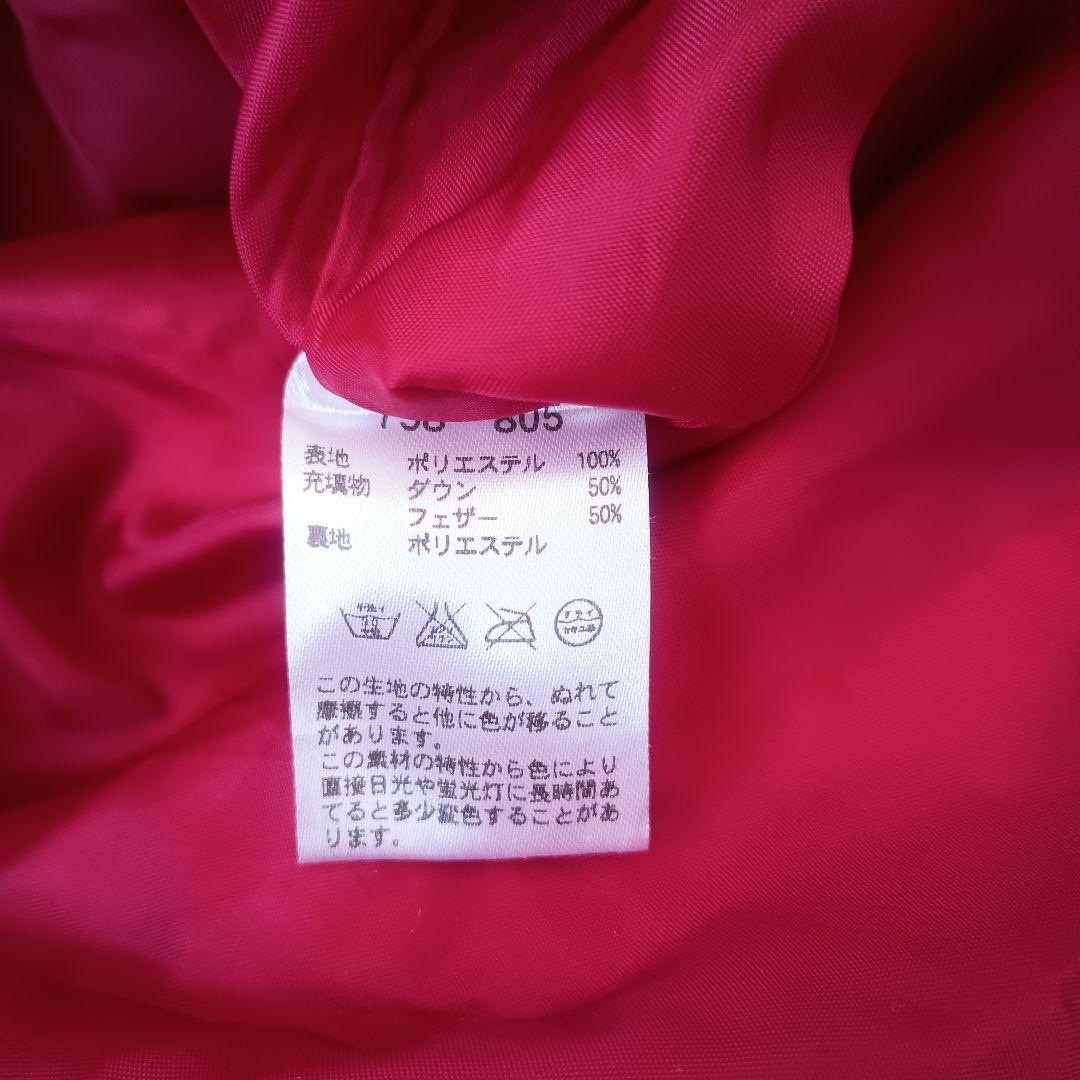 805
表地 ポリエステル 100%
充填物 ダウン 50%
フェザー 50%
裏地 ポリエステル
この生地の特性から、ぬれて
摩擦すると他に色が移ること
があります。
この素材の特性から色により
直接日光や蛍光灯に長時間あ
てると多少変色することがあ
ります。